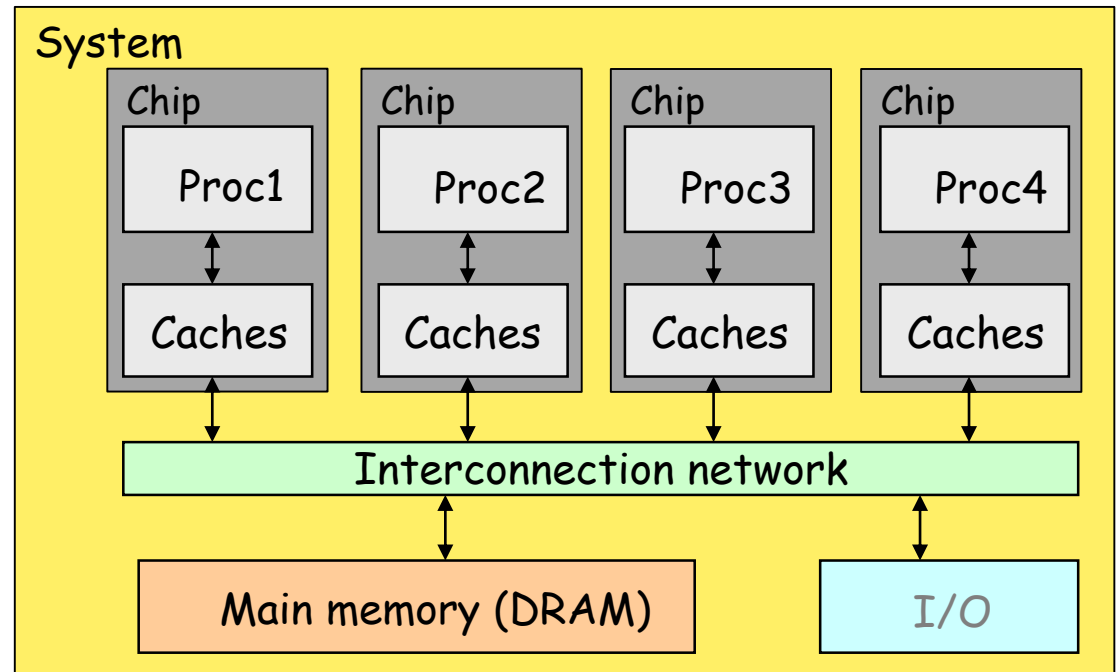 System
Chip
Chip
Chip
Chip
Proc1
Proc2
Proc3
Proc4
Caches
Caches
Caches
Caches
Interconnection network
Main memory (DRAM)
I/O